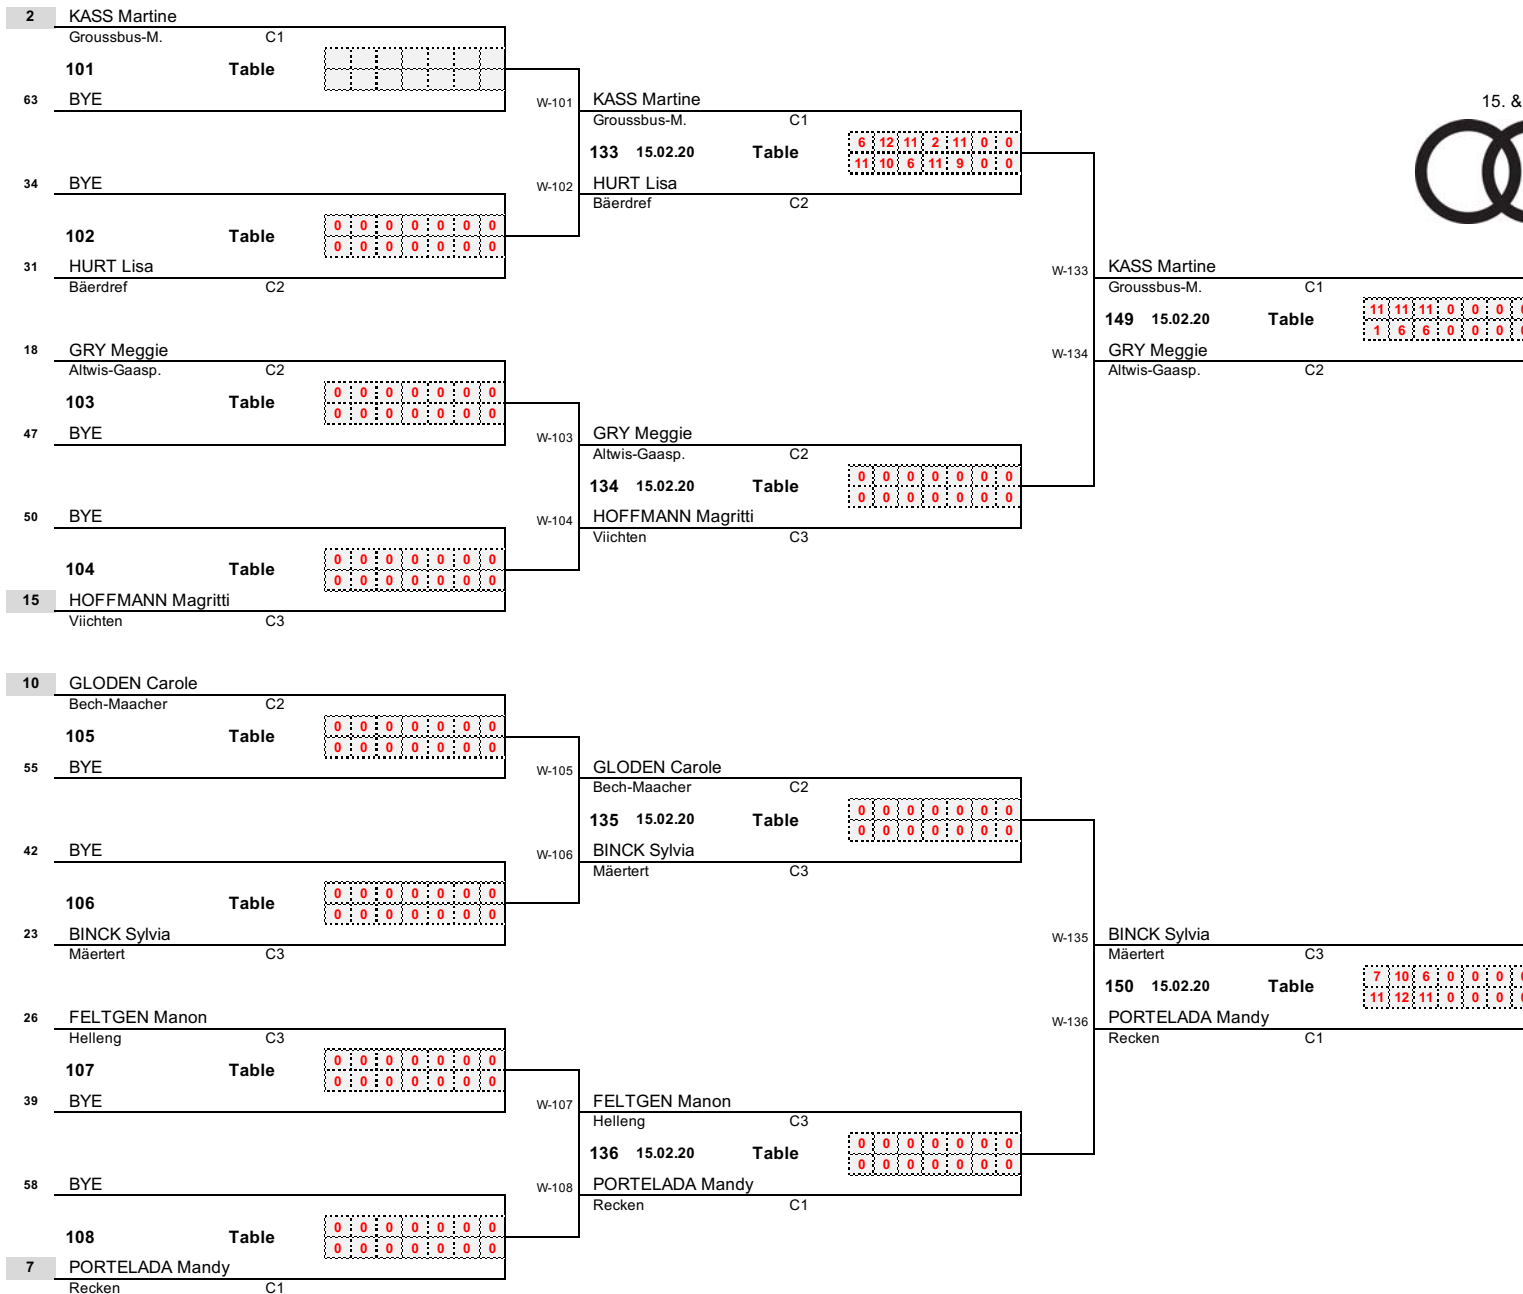 2 KASS Martine
Groussbus-M. C1
101 Table
63 BYE
34 BYE
102 Table 0 0 0 0 0 0 0
0 0 0 0 0 0 0
31 HURT Lisa
Bäerdref C2
18 GRY Meggie
Altwis-Gaasp. C2
103 Table 0 0 0 0 0 0 0
0 0 0 0 0 0 0
47 BYE
50 BYE
104 Table 0 0 0 0 0 0 0
0 0 0 0 0 0 0
15 HOFFMANN Magritti
Viichten C3
10 GLODEN Carole
Bech-Maacher C2
105 Table 0 0 0 0 0 0 0
0 0 0 0 0 0 0
55 BYE
42 BYE
106 Table 0 0 0 0 0 0 0
0 0 0 0 0 0 0
23 BINCK Sylvia
Mäertert C3
26 FELTGEN Manon
Helleng C3
107 Table 0 0 0 0 0 0 0
0 0 0 0 0 0 0
39 BYE
58 BYE
108 Table 0 0 0 0 0 0 0
0 0 0 0 0 0 0
7 PORTELADA Mandy
Recken C1
W-101 KASS Martine
Groussbus-M. C1
133 15.02.20 Table 6 12 11 2 11 0 0
11 10 6 11 9 0 0
W-102 HURT Lisa
Bäerdref C2
W-103 GRY Meggie
Altwis-Gaasp. C2
134 15.02.20 Table 0 0 0 0 0 0 0
0 0 0 0 0 0 0
W-104 HOFFMANN Magritti
Viichten C3
W-105 GLODEN Carole
Bech-Maacher C2
135 15.02.20 Table 0 0 0 0 0 0 0
0 0 0 0 0 0 0
W-106 BINCK Sylvia
Mäertert C3
W-107 FELTGEN Manon
Helleng C3
136 15.02.20 Table 0 0 0 0 0 0 0
0 0 0 0 0 0 0
W-108 PORTELADA Mandy
Recken C1
15. &
W-133 KASS Martine
Groussbus-M. C1
149 15.02.20 Table 11 11 11 0 0 0
1 6 6 0 0 0
W-134 GRY Meggie
Altwis-Gaasp. C2
W-135 BINCK Sylvia
Mäertert C3
150 15.02.20 Table 7 10 6 0 0 0
11 12 11 0 0 0
W-136 PORTELADA Mandy
Recken C1